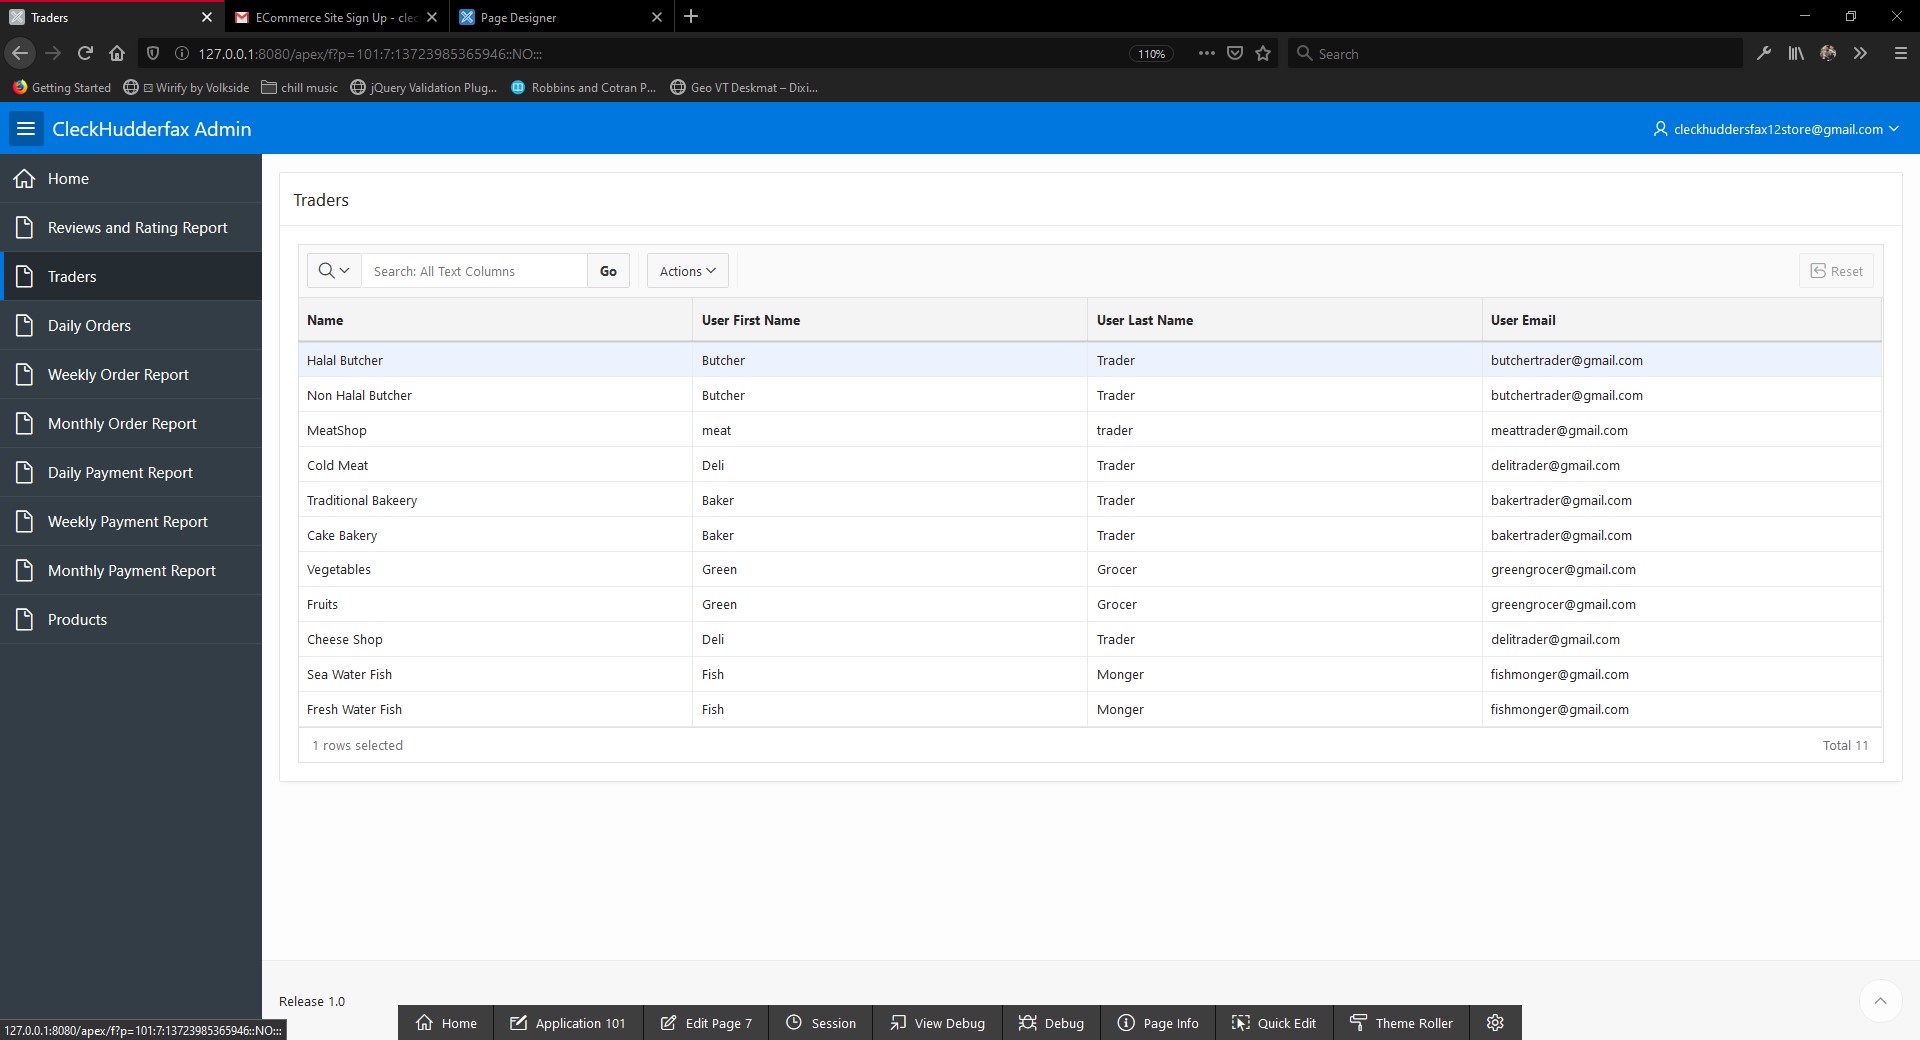 Traders
ECommerce Site Sign Up - clec
Page Designer
127.0.0.1:8080/apex/f?p=101:7:13723985365946::NO:::
110%
Search
Getting Started
Wirify by Volkside
chill music
jQuery Validation Plug...
Robbins and Cotran P...
Geo VT Deskmat – Dixi...
CleckHudderfax Admin
cleckhuddersfax12store@gmail.com
Home
Reviews and Rating Report
Traders
Daily Orders
Weekly Order Report
Monthly Order Report
Daily Payment Report
Weekly Payment Report
Monthly Payment Report
Products
Traders
Search: All Text Columns
Go
Actions
Reset
Name User First Name User Last Name User Email
Halal Butcher Butcher Trader butchertrader@gmail.com
Non Halal Butcher Butcher Trader butchertrader@gmail.com
MeatShop meat trader meattrader@gmail.com
Cold Meat Deli Trader delitrader@gmail.com
Traditional Bakeery Baker Trader bakertrader@gmail.com
Cake Bakery Baker Trader bakertrader@gmail.com
Vegetables Green Grocer greengrocer@gmail.com
Fruits Green Grocer greengrocer@gmail.com
Cheese Shop Deli Trader delitrader@gmail.com
Sea Water Fish Fish Monger fishmonger@gmail.com
Fresh Water Fish Fish Monger fishmonger@gmail.com
1 rows selected
Total 11
Release 1.0
127.0.0.1:8080/apex/f?p=101:7:13723985365946::NO:::
Home
Application 101
Edit Page 7
Session
View Debug
Debug
Page Info
Quick Edit
Theme Roller